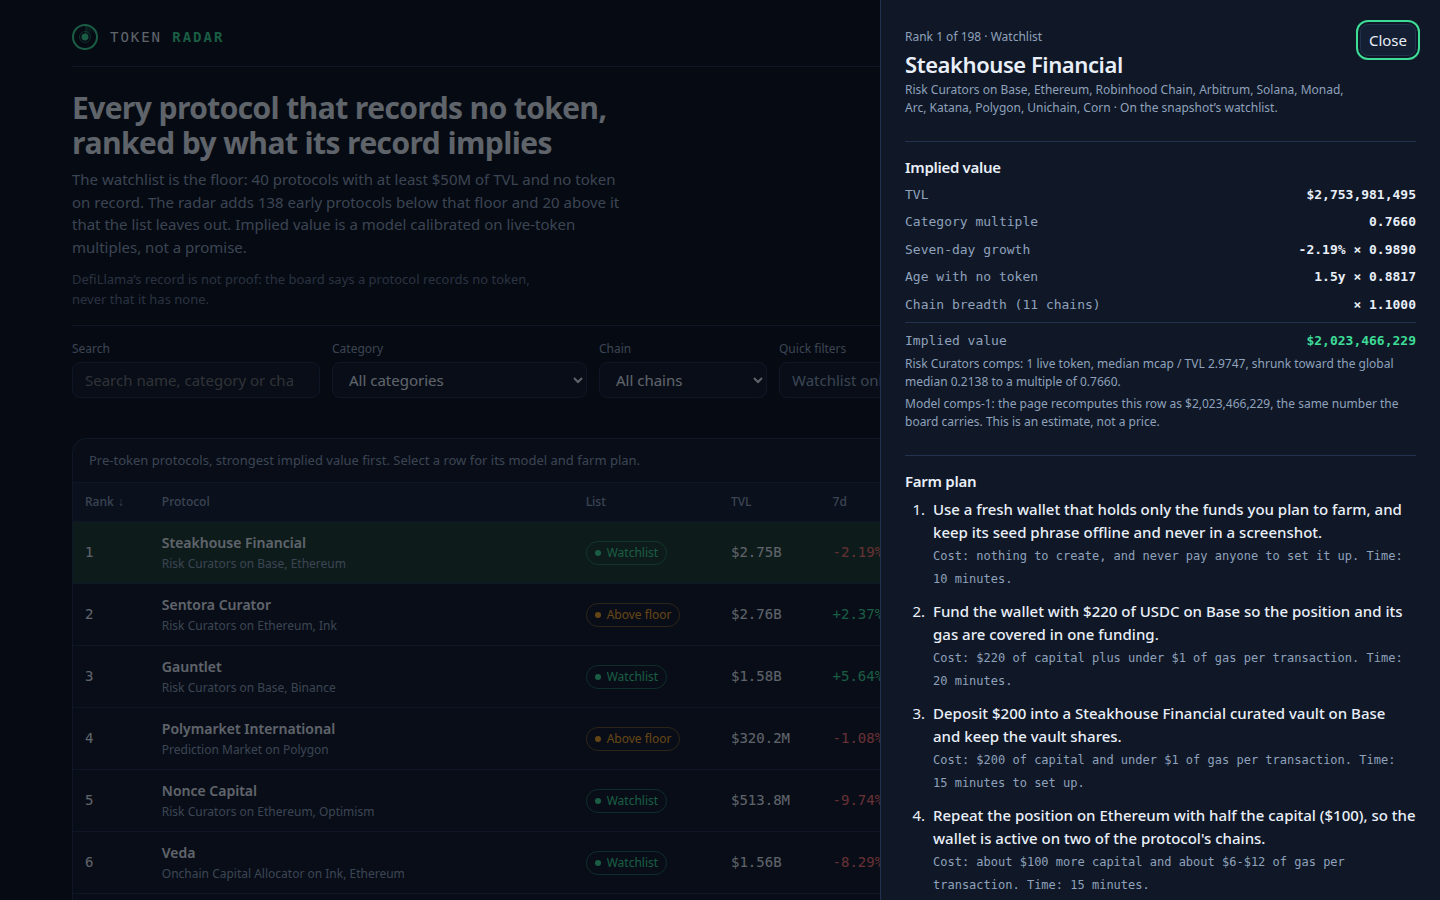 TOKEN RADAR
Every protocol that records no token,
ranked by what its record implies
The watchlist is the floor: 40 protocols with at least $50M of TVL and no token
on record. The radar adds 138 early protocols below that floor and 20 above it
that the list leaves out. Implied value is a model calibrated on live-token
multiples, not a promise.
DefiLlama's record is not proof: the board says a protocol records no token,
never that it has none.
Search
Category
Chain
Quick filters
Search name, category or cha
All categories
All chains
Watchlist on
Pre-token protocols, strongest implied value first. Select a row for its model and farm plan.
Rank ↓ Protocol List TVL 7d
1 Steakhouse Financial Watchlist $2.75B -2.19%
Risk Curators on Base, Ethereum
2 Sentora Curator Above floor $2.76B +2.37%
Risk Curators on Ethereum, Ink
3 Gauntlet Watchlist $1.58B +5.64%
Risk Curators on Base, Binance
4 Polymarket International Above floor $320.2M -1.08%
Prediction Market on Polygon
5 Nonce Capital Watchlist $513.8M -9.74%
Risk Curators on Ethereum, Optimism
6 Veda Watchlist $1.56B -8.29%
Onchain Capital Allocator on Ink, Ethereum
Rank 1 of 198 · Watchlist
Close
Steakhouse Financial
Risk Curators on Base, Ethereum, Robinhood Chain, Arbitrum, Solana, Monad,
Arc, Katana, Polygon, Unichain, Corn · On the snapshot's watchlist.
Implied value
TVL $2,753,981,495
Category multiple 0.7660
Seven-day growth -2.19% × 0.9890
Age with no token 1.5y × 0.8817
Chain breadth (11 chains) × 1.1000
Implied value $2,023,466,229
Risk Curators comps: 1 live token, median mcap / TVL 2.9747, shrunk toward the global
median 0.2138 to a multiple of 0.7660.
Model comps-1: the page recomputes this row as $2,023,466,229, the same number the
board carries. This is an estimate, not a price.
Farm plan
1. Use a fresh wallet that holds only the funds you plan to farm, and
keep its seed phrase offline and never in a screenshot.
Cost: nothing to create, and never pay anyone to set it up. Time:
10 minutes.
2. Fund the wallet with $220 of USDC on Base so the position and its
gas are covered in one funding.
Cost: $220 of capital plus under $1 of gas per transaction. Time:
20 minutes.
3. Deposit $200 into a Steakhouse Financial curated vault on Base
and keep the vault shares.
Cost: $200 of capital and under $1 of gas per transaction. Time:
15 minutes to set up.
4. Repeat the position on Ethereum with half the capital ($100), so the
wallet is active on two of the protocol's chains.
Cost: about $100 more capital and about $6-$12 of gas per
transaction. Time: 15 minutes.